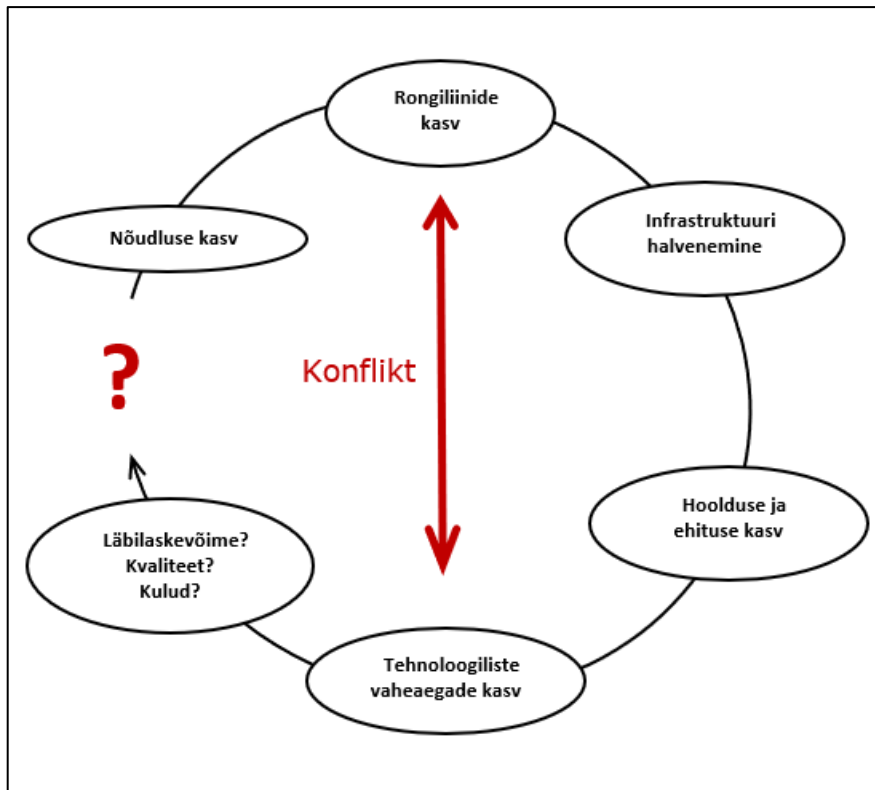 Rongiliinide
kasv
Infrastruktuuri
halvenemine
Nõudluse kasv
?
Konflikt
Hoolduse ja
ehituse kasv
Läbilaskevõime?
Kvaliteet?
Kulud?
Tehnoloogiliste
vaheaegade kasv